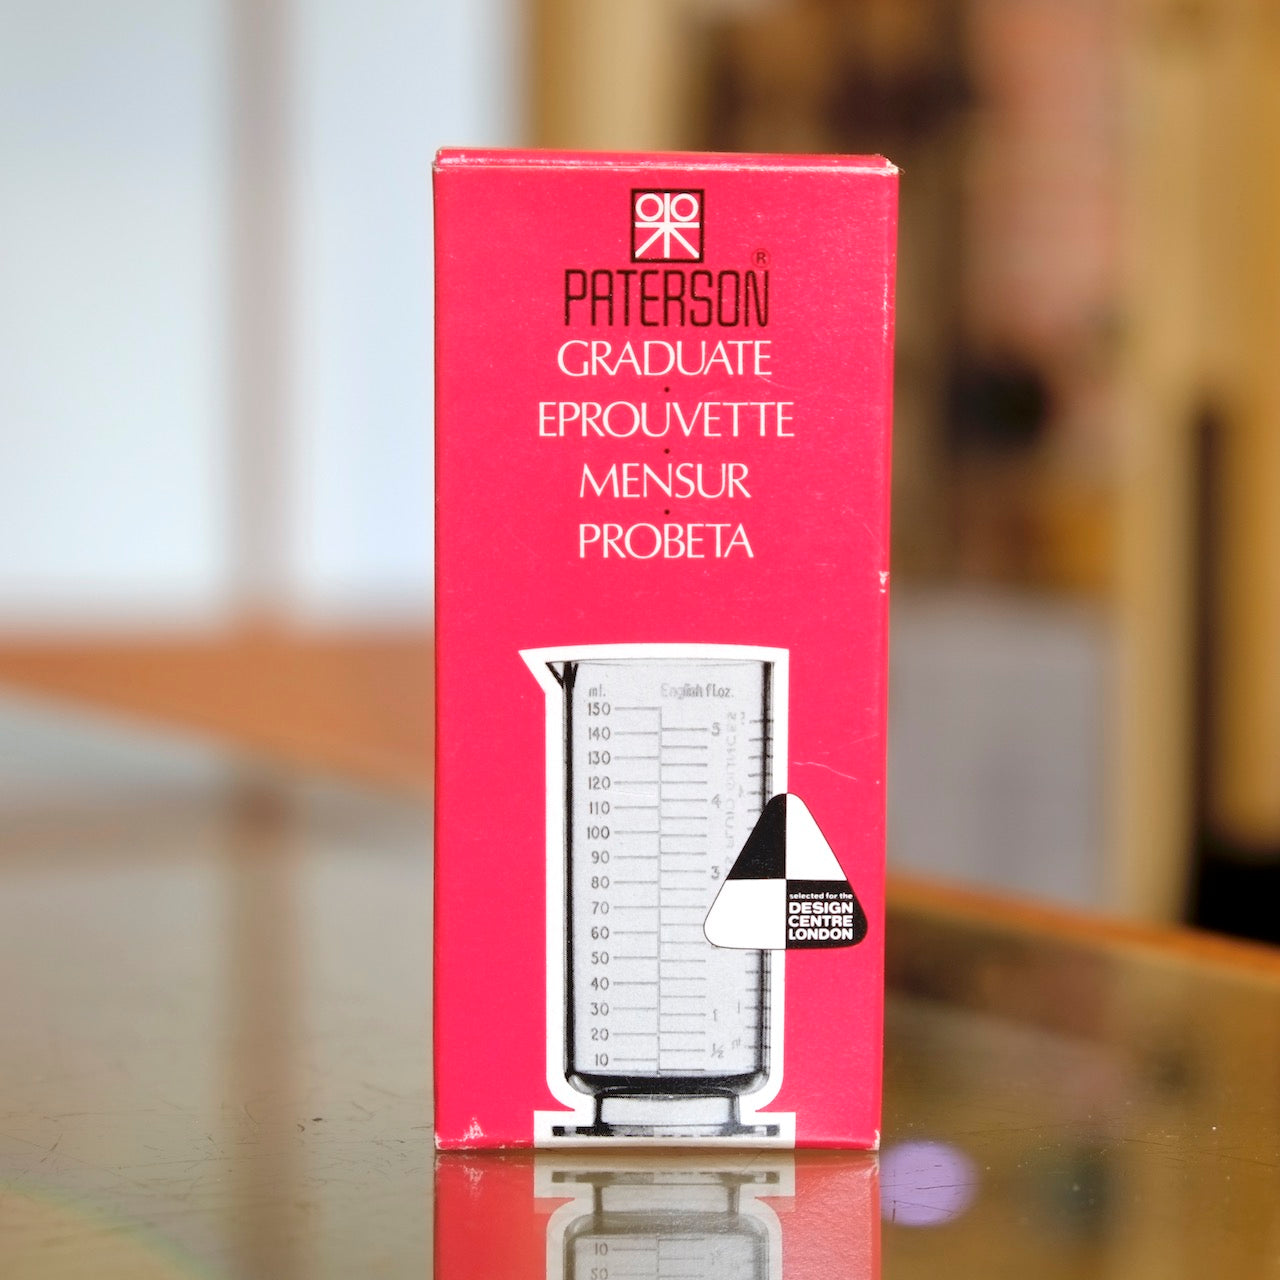 ®
PATERSON
GRADUATE
EPROUVETTE
MENSUR
PROBETA
ml. English fl.oz.
150
140
130
120
110
100
90
80
70
60
50
40
30
20
10
5
4
3
1
½
selected for the
DESIGN
CENTRE
LONDON